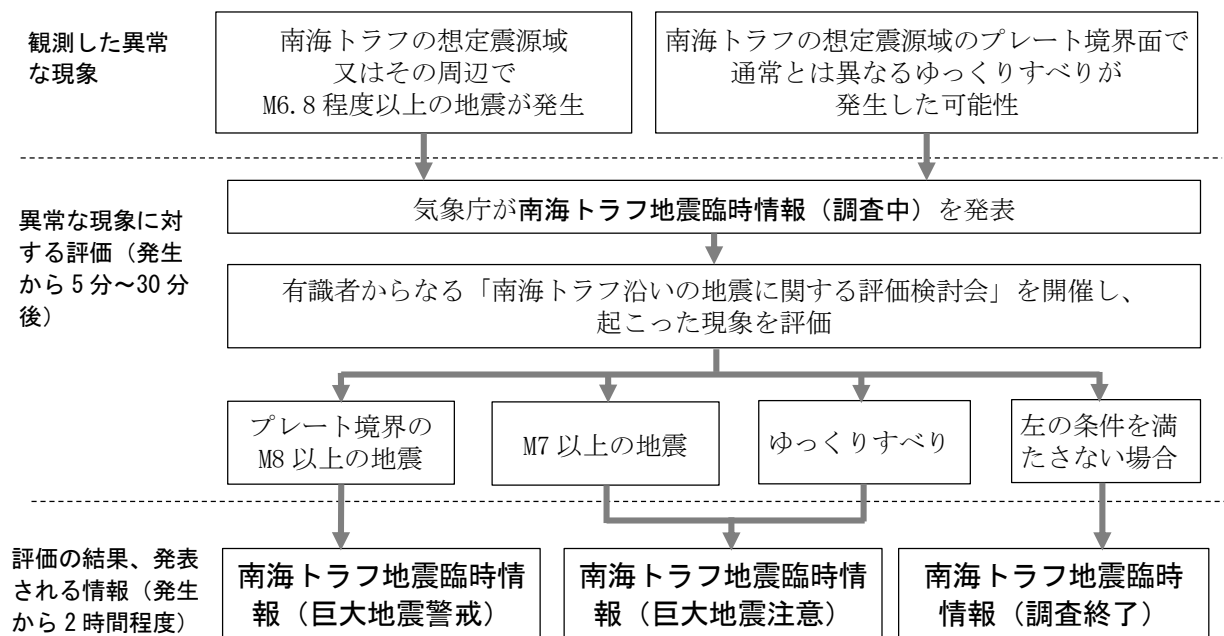 観測した異常
な現象
南海トラフの想定震源域
又はその周辺で
M6.8 程度以上の地震が発生
南海トラフの想定震源域のプレート境界面で
通常とは異なるゆっくりすべりが
発生した可能性
異常な現象に対
する評価（発生
から 5 分～30 分
後）
気象庁が南海トラフ地震臨時情報（調査中）を発表
有識者からなる「南海トラフ沿いの地震に関する評価検討会」を開催し、
起こった現象を評価
プレート境界の
M8 以上の地震
M7 以上の地震
ゆっくりすべり
左の条件を満
たさない場合
評価の結果、発表
される情報（発生
から 2 時間程度）
南海トラフ地震臨時情
報（巨大地震警戒）
南海トラフ地震臨時情
報（巨大地震注意）
南海トラフ地震臨時
情報（調査終了）